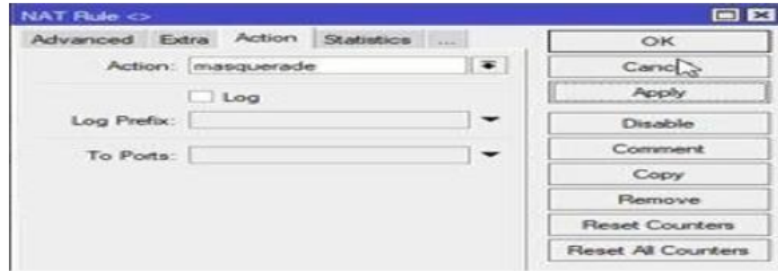 NAT Rule <>
Advanced Extra Action Statistics ...
Action: masquerade
Log
Log Prefix:
To Ports:
OK
Cancel
Apply
Disable
Comment
Copy
Remove
Reset Counters
Reset All Counters